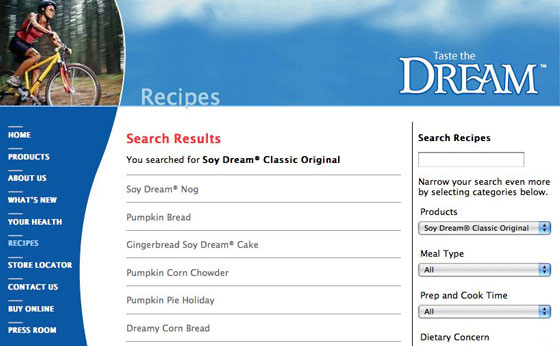 Taste the
DREAM™
Recipes
HOME
PRODUCTS
ABOUT US
WHAT'S NEW
YOUR HEALTH
RECIPES
STORE LOCATOR
CONTACT US
BUY ONLINE
PRESS ROOM
Search Results
You searched for Soy Dream® Classic Original
Soy Dream® Nog
Pumpkin Bread
Gingerbread Soy Dream® Cake
Pumpkin Corn Chowder
Pumpkin Pie Holiday
Dreamy Corn Bread
Search Recipes
Narrow your search even more
by selecting categories below.
Products
Soy Dream® Classic Original
Meal Type
All
Prep and Cook Time
All
Dietary Concern